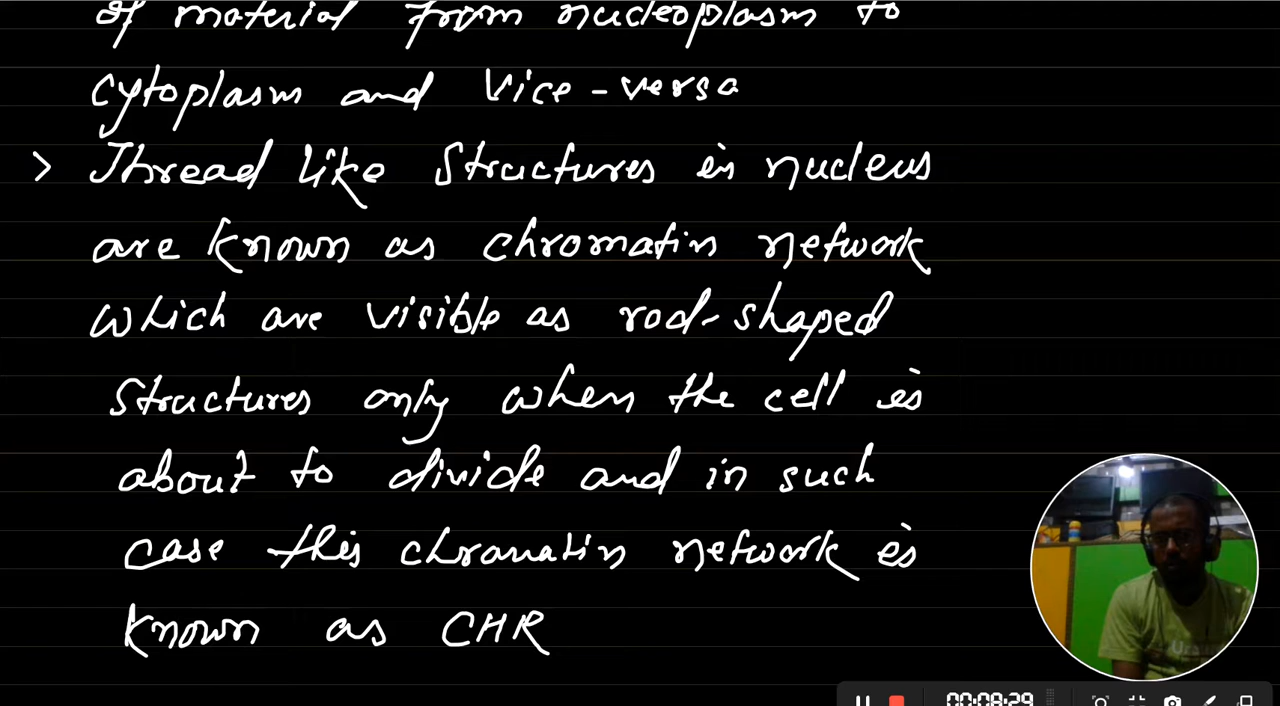 of material from nucleoplasm to
cytoplasm and Vice-versa
> Thread like Structures in nucleus
are known as chromatin network
which are visible as rod-shaped
structures only when the cell is
about to divide and in such
case this chromatin network is
known as CHR
00:08:29